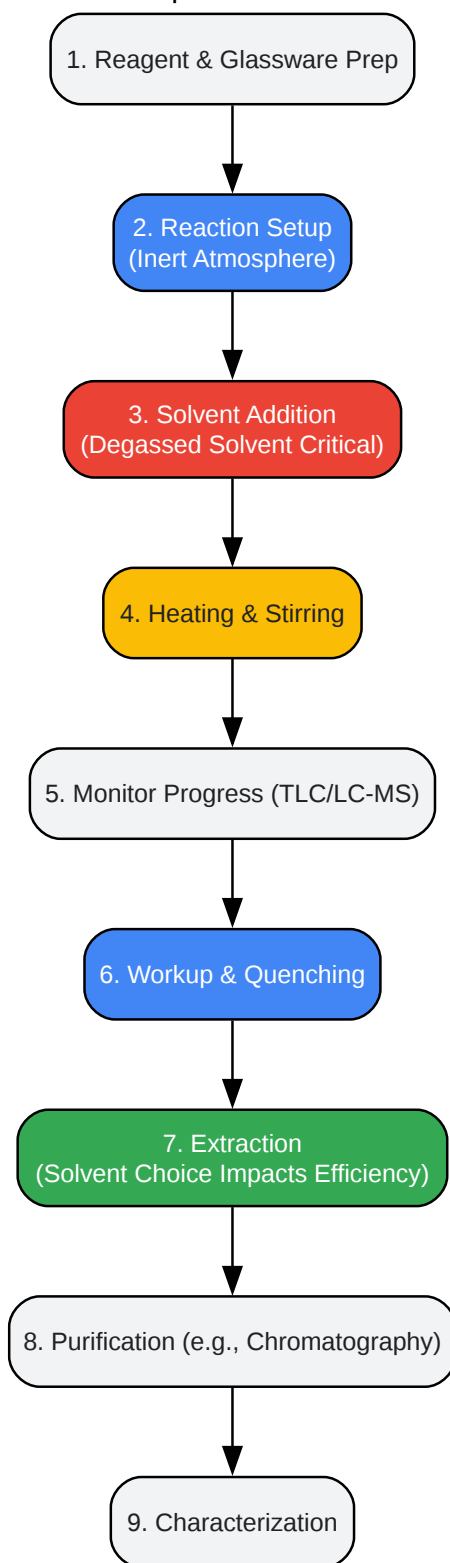 1. Reagent & Glassware Prep
2. Reaction Setup
(Inert Atmosphere)
3. Solvent Addition
(Degassed Solvent Critical)
4. Heating & Stirring
5. Monitor Progress (TLC/LC-MS)
6. Workup & Quenching
7. Extraction
(Solvent Choice Impacts Efficiency)
8. Purification (e.g., Chromatography)
9. Characterization